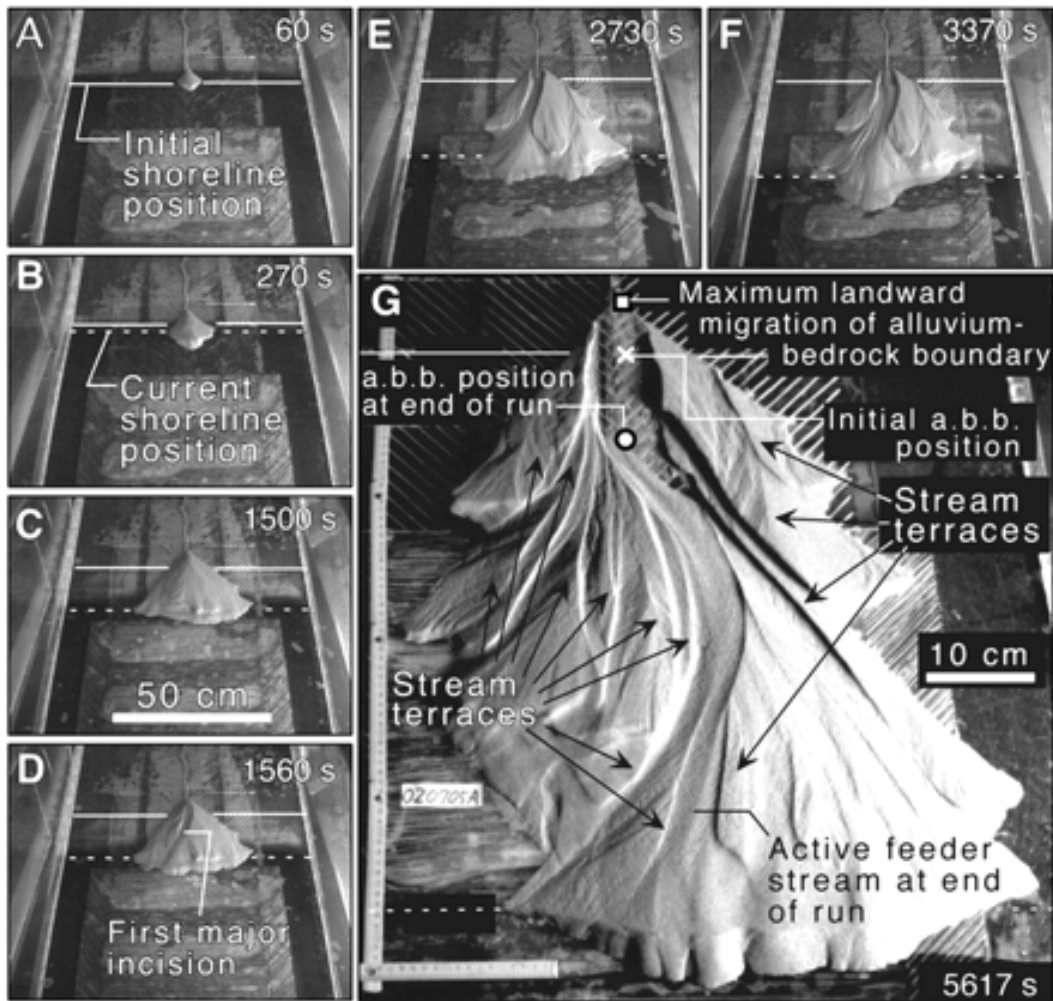 A
60 s
Initial
shoreline
position
B
270 s
Current
shoreline
position
C
1500 s
50 cm
D
1560 s
First major
incision
E
2730 s
F
3370 s
G
Maximum landward
migration of alluvium-
bedrock boundary
a.b.b. position
at end of run
Initial a.b.b.
position
Stream
terraces
10 cm
Stream
terraces
020705A
Active feeder
stream at end
of run
5617 s